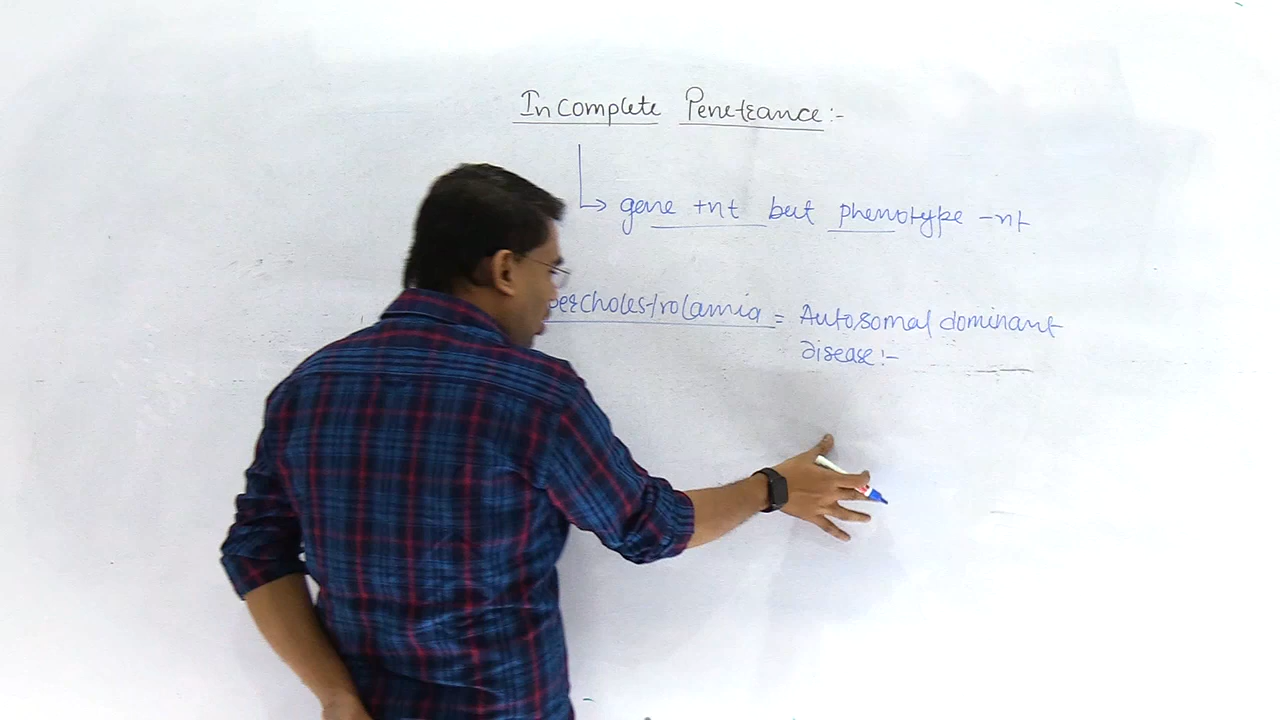 Incomplete Penetrance:-
gene +nt but phenotype -nt
percholestrolamia = Autosomal dominant
disease:-